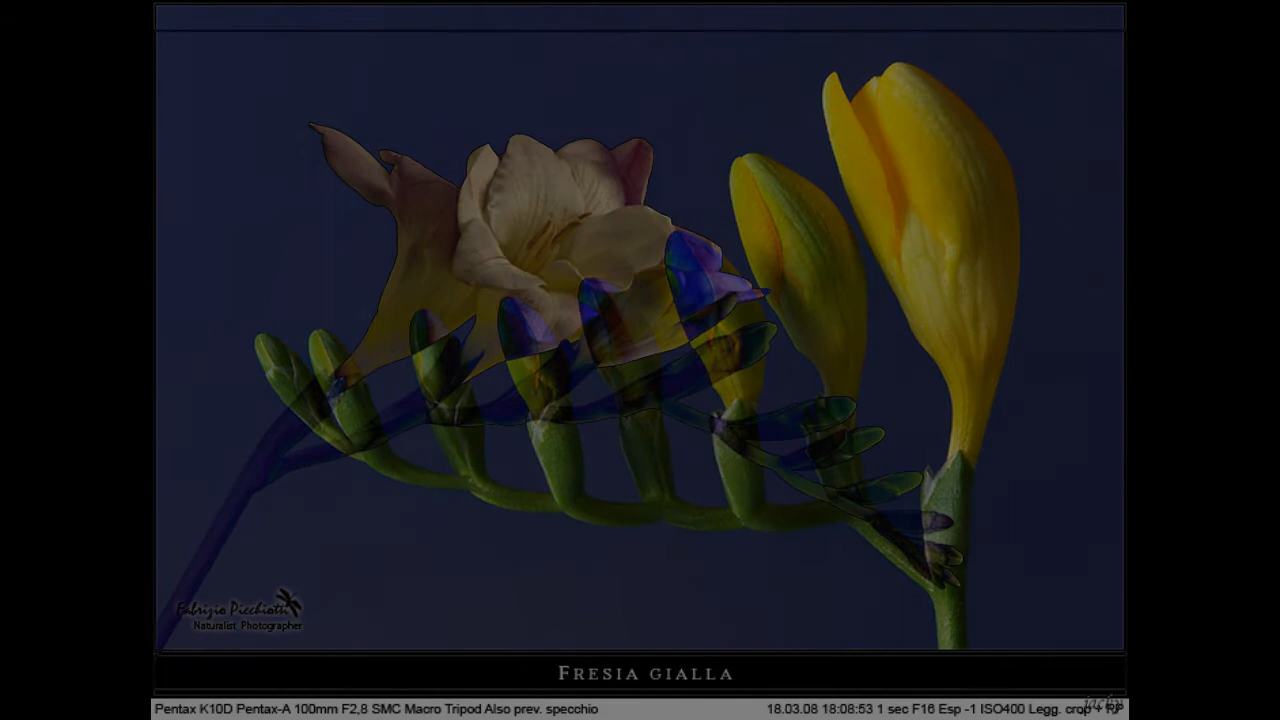 Fabrizio Picchiotti
Naturalist Photographer
FRESIA GIALLA
Pentax K10D Pentax-A 100mm F2,8 SMC Macro Tripod Also prev. specchio
18.03.08 18:08:53 1 sec F16 Esp -1 ISO400 Legg. crop + RP